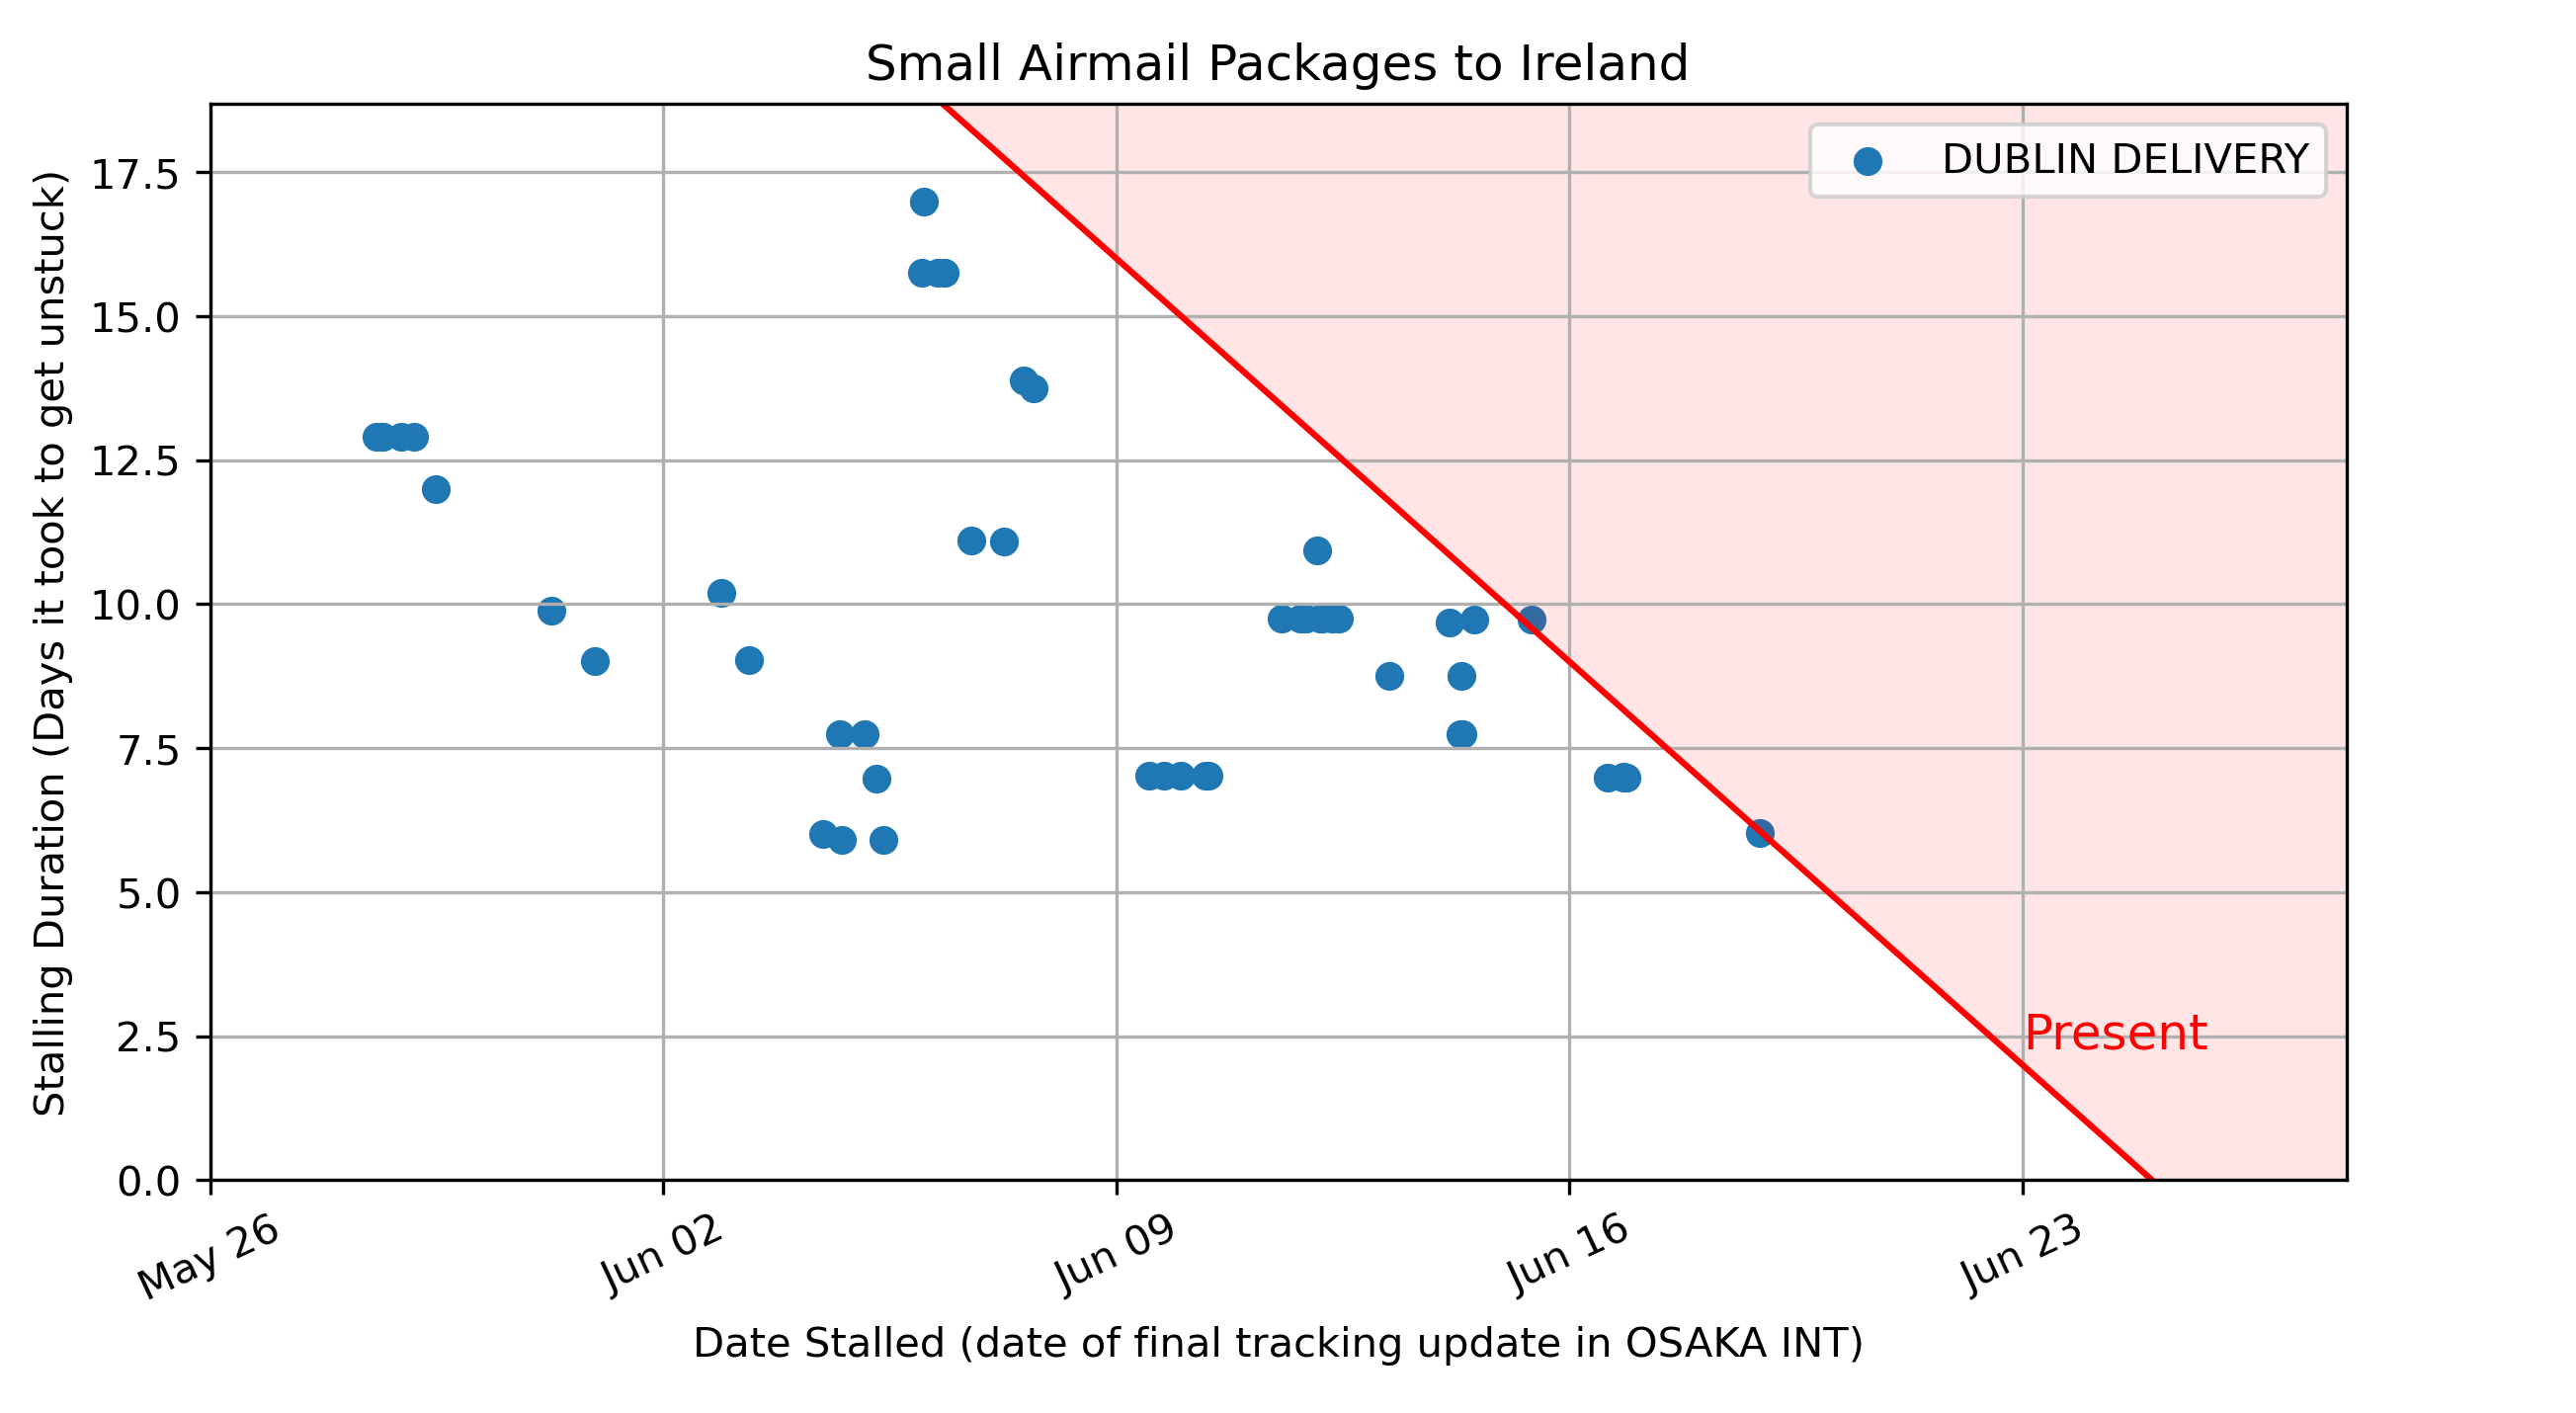 Small Airmail Packages to Ireland
DUBLIN DELIVERY
Stalling Duration (Days it took to get unstuck)
17.5
15.0
12.5
10.0
7.5
5.0
2.5
0.0
Present
May 26
Jun 02
Jun 09
Jun 16
Jun 23
Date Stalled (date of final tracking update in OSAKA INT)